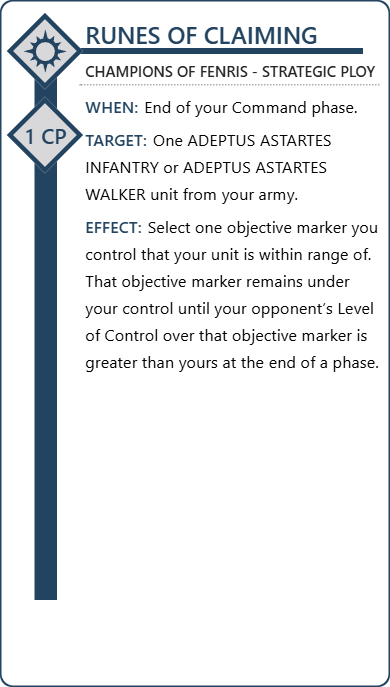 RUNES OF CLAIMING
CHAMPIONS OF FENRIS - STRATEGIC PLOY
1 CP
WHEN: End of your Command phase.
TARGET: One ADEPTUS ASTARTES
INFANTRY or ADEPTUS ASTARTES
WALKER unit from your army.
EFFECT: Select one objective marker you
control that your unit is within range of.
That objective marker remains under
your control until your opponent’s Level
of Control over that objective marker is
greater than yours at the end of a phase.